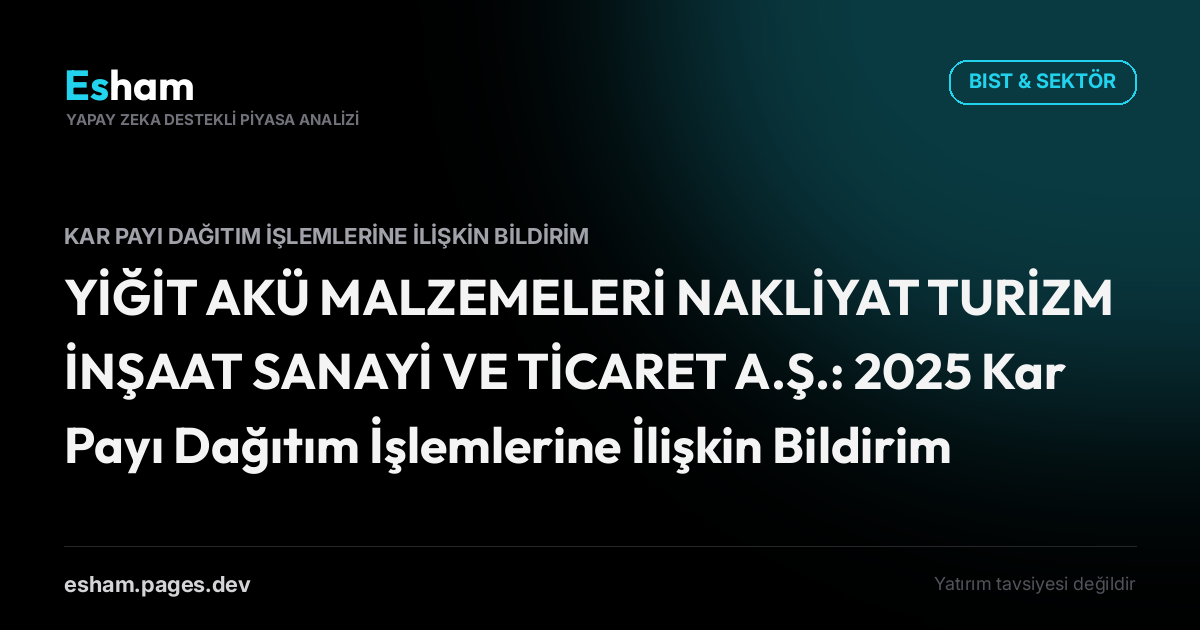 Esham
YAPAY ZEKA DESTEKLİ PİYASA ANALİZİ
BIST & SEKTÖR
KAR PAYI DAĞITIM İŞLEMLERİNE İLİŞKİN BİLDİRİM
YİĞİT AKÜ MALZEMELERİ NAKLİYAT TURİZM
İNŞAAT SANAYİ VE TİCARET A.Ş.: 2025 Kar
Payı Dağıtım İşlemlerine İlişkin Bildirim
esham.pages.dev
Yatırım tavsiyesi değildir